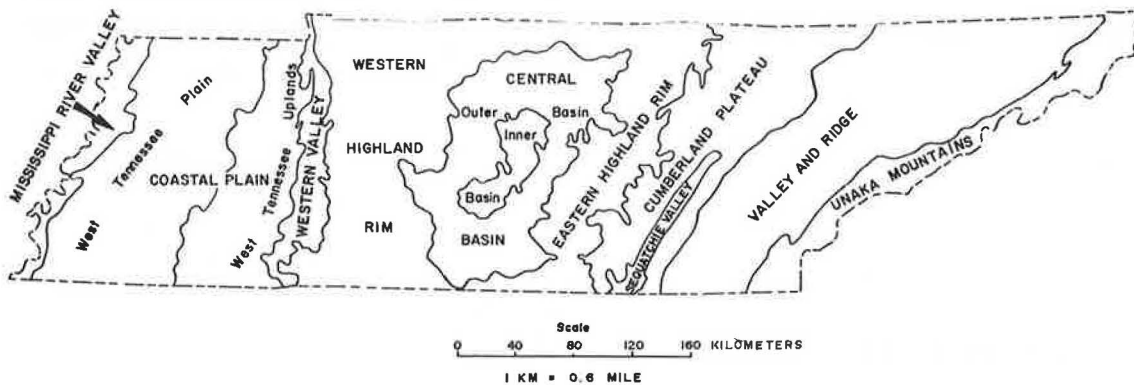 MISSISSIPPI RIVER VALLEY
West Tennessee Plain
COASTAL PLAIN
West Tennessee Uplands
WESTERN VALLEY
WESTERN
HIGHLAND
RIM
CENTRAL
BASIN
Outer Basin
Inner
Basin
EASTERN HIGHLAND RIM
CUMBERLAND PLATEAU
SEQUATCHIE VALLEY
VALLEY AND RIDGE
UNAKA MOUNTAINS
Scale
0 40 80 120 160 KILOMETERS
1 KM = 0.6 MILE